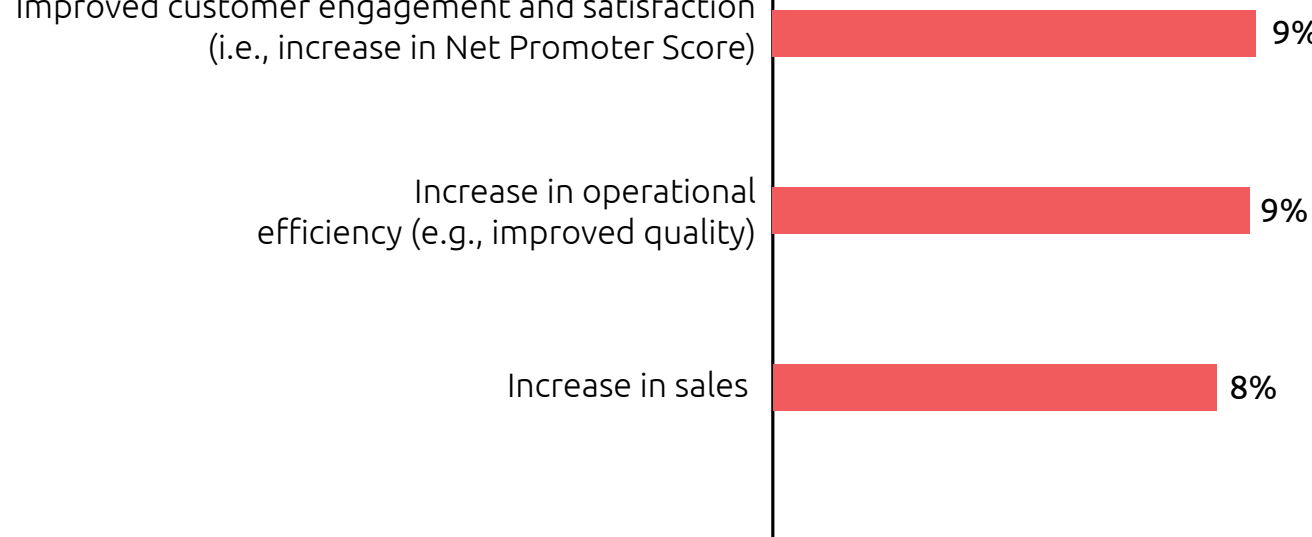 Improved customer engagement and satisfaction
(i.e., increase in Net Promoter Score)
9%
Increase in operational
efficiency (e.g., improved quality)
9%
Increase in sales
8%